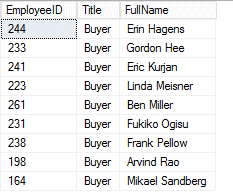 EmployeeID Title FullName
244 Buyer Erin Hagens
233 Buyer Gordon Hee
241 Buyer Eric Kurjan
223 Buyer Linda Meisner
261 Buyer Ben Miller
231 Buyer Fukiko Ogisu
238 Buyer Frank Pellow
198 Buyer Arvind Rao
164 Buyer Mikael Sandberg